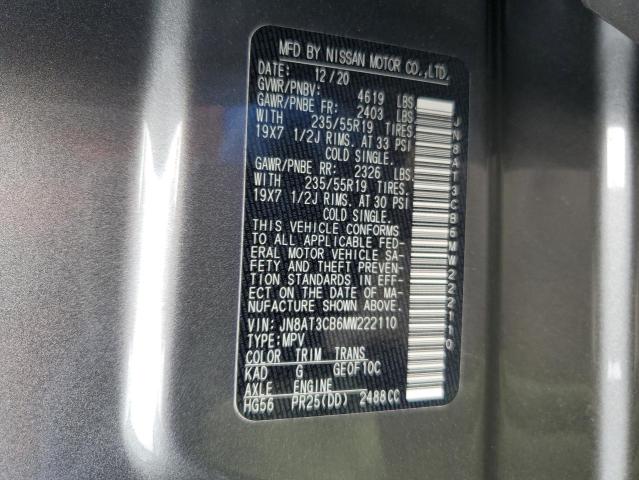 MFD BY NISSAN MOTOR CO.,LTD.
DATE: 12/20
GVWR/PNBV: 4619 LBS
GAWR/PNBE FR: 2403 LBS
WITH 235/55R19 TIRES
19X7 1/2J RIMS. AT 33 PSI
COLD SINGLE.
GAWR/PNBE RR: 2326 LBS
WITH 235/55R19 TIRES.
19X7 1/2J RIMS. AT 30 PSI
COLD SINGLE.
THIS VEHICLE CONFORMS
TO ALL APPLICABLE FED-
ERAL MOTOR VEHICLE SA-
FETY AND THEFT PREVEN-
TION STANDARDS IN EFF-
ECT ON THE DATE OF MA-
NUFACTURE SHOWN ABOVE.
VIN: JN8AT3CB6MW222110
TYPE:MPV
COLOR TRIM TRANS
KAD G GE0F10C
AXLE ENGINE
HG56 PR25(DD) 2488CC
JN8AT3CB6MW222110